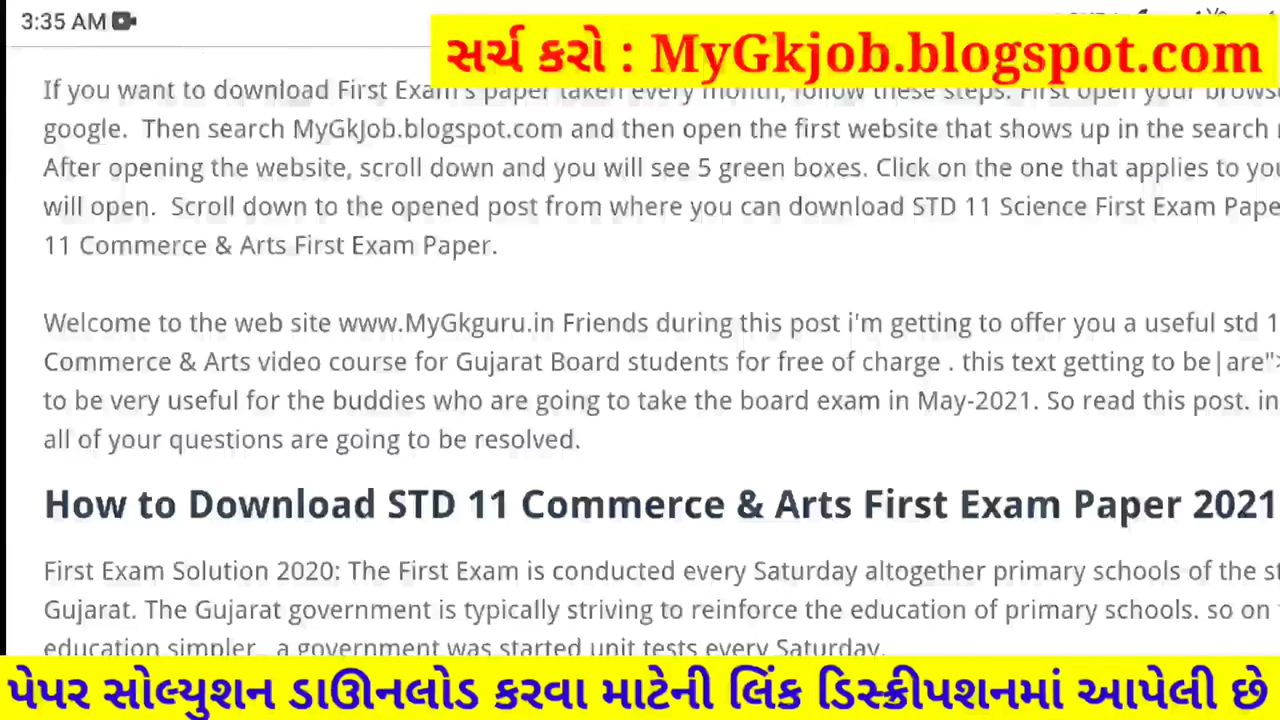 3:35 AM
સર્ચ કરો : MyGkjob.blogspot.com
If you want to download First Exam's paper taken every month, follow these steps. First open your brows
google. Then search MyGkJob.blogspot.com and then open the first website that shows up in the search
After opening the website, scroll down and you will see 5 green boxes. Click on the one that applies to yo
will open. Scroll down to the opened post from where you can download STD 11 Science First Exam Pape
11 Commerce & Arts First Exam Paper.
Welcome to the web site www.MyGkguru.in Friends during this post i'm getting to offer you a useful std 1
Commerce & Arts video course for Gujarat Board students for free of charge . this text getting to be|are">
to be very useful for the buddies who are going to take the board exam in May-2021. So read this post. in
all of your questions are going to be resolved.
How to Download STD 11 Commerce & Arts First Exam Paper 2021
First Exam Solution 2020: The First Exam is conducted every Saturday altogether primary schools of the st
Gujarat. The Gujarat government is typically striving to reinforce the education of primary schools. so on
education simpler, a government was started unit tests every Saturday.
પેપર સોલ્યુશન ડાઊનલોડ કરવા માટેની લિંક ડિસ્ક્રીપશનમાં આપેલી છે